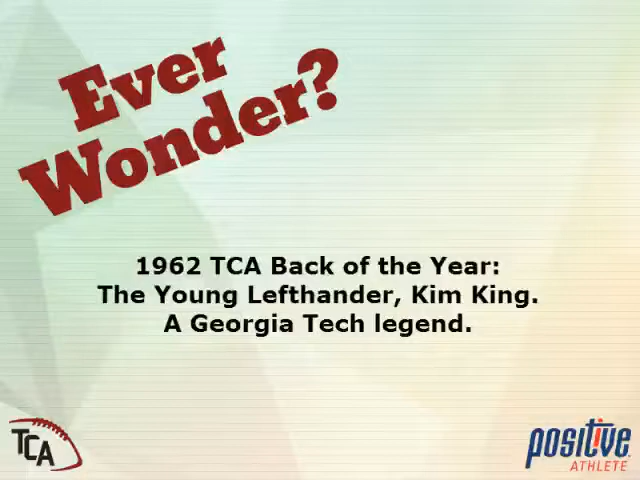 Ever
Wonder?
1962 TCA Back of the Year:
The Young Lefthander, Kim King.
A Georgia Tech legend.
TCA
positive
ATHLETE